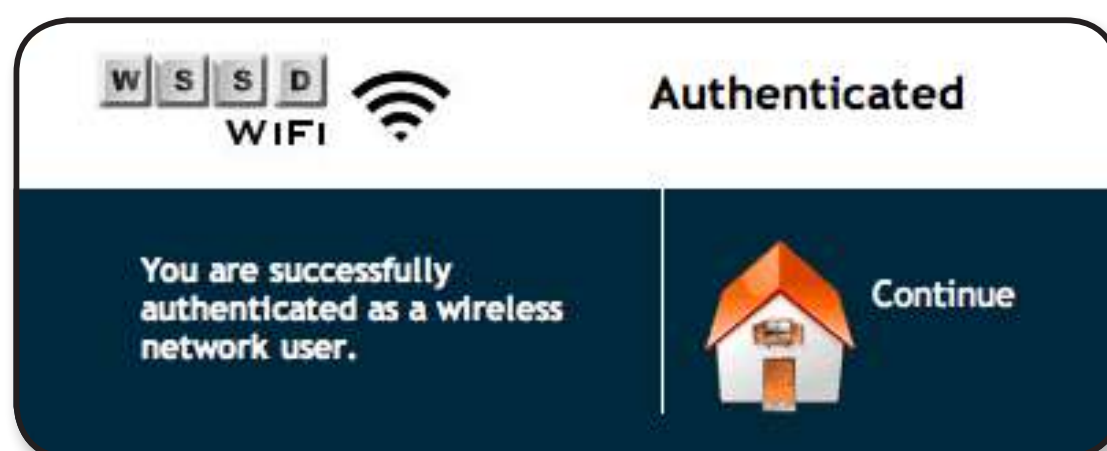 W S S D
WIFI
Authenticated
You are successfully
authenticated as a wireless
network user.
Continue